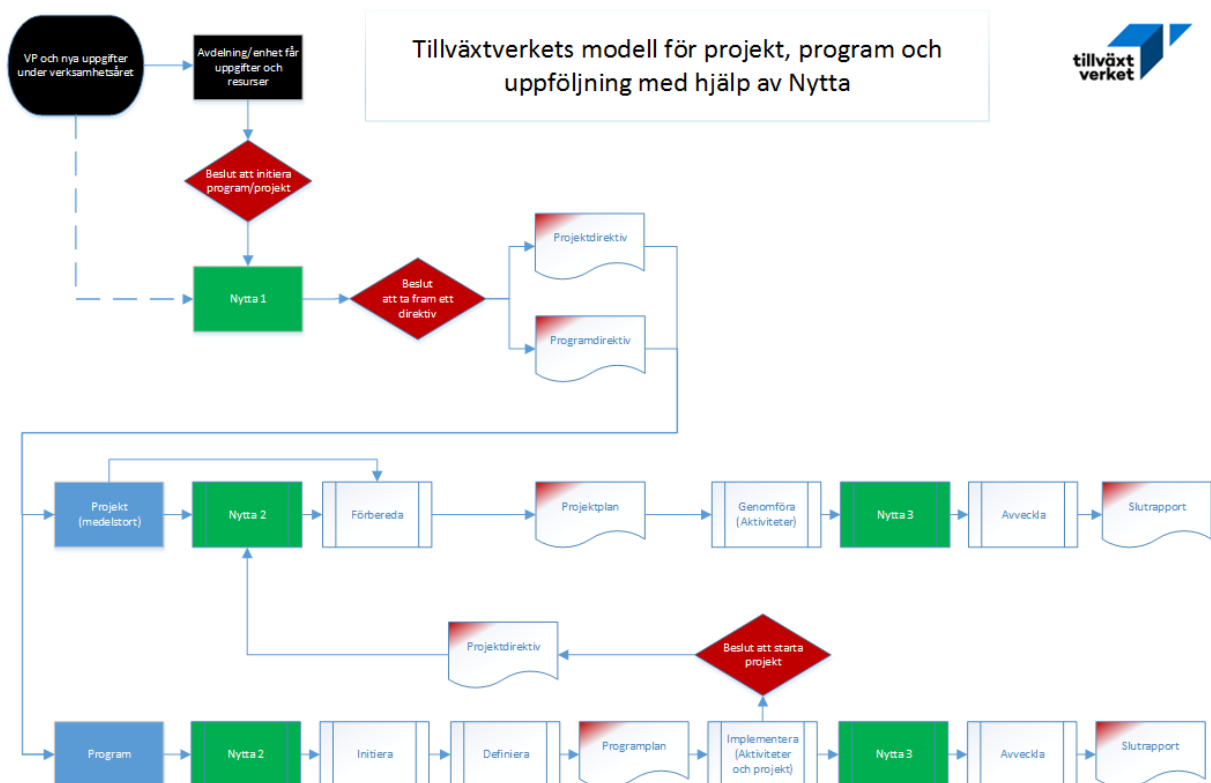 Tillväxtverkets modell för projekt, program och
uppföljning med hjälp av Nytta
tillväxt
verket
VP och nya uppgifter
under verksamhetsåret
Avdelning/enhet får
uppgifter och
resurser
Beslut att initiera
program/projekt
Nytta 1
Beslut
att ta fram ett
direktiv
Projektdirektiv
Programdirektiv
Projekt
(medelstort)
Nytta 2
Förbereda
Projektplan
Genomföra
(Aktiviteter)
Nytta 3
Avveckla
Slutrapport
Projektdirektiv
Beslut att starta
projekt
Program
Nytta 2
Initiera
Definiera
Programplan
Implementera
(Aktiviteter
och projekt)
Nytta 3
Avveckla
Slutrapport